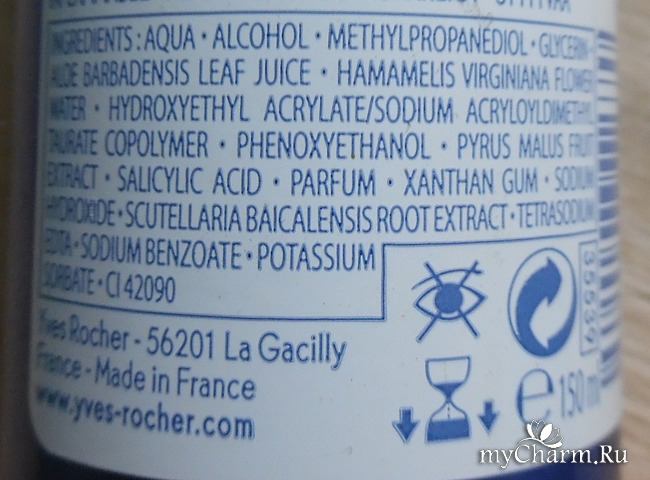 INGREDIENTS : AQUA • ALCOHOL • METHYLPROPANEDIOL • GLYCERIN •
ALOE BARBADENSIS LEAF JUICE • HAMAMELIS VIRGINIANA FLOWER
WATER • HYDROXYETHYL ACRYLATE/SODIUM ACRYLOYLDIMETHYL
TAURATE COPOLYMER • PHENOXYETHANOL • PYRUS MALUS FRUIT
EXTRACT • SALICYLIC ACID • PARFUM • XANTHAN GUM • SODIUM
HYDROXIDE • SCUTELLARIA BAICALENSIS ROOT EXTRACT • TETRASODIUM
EDTA • SODIUM BENZOATE • POTASSIUM
SORBATE • CI 42090
35539
Yves Rocher - 56201 La Gacilly
France - Made in France
www.yves-rocher.com
e 150 ml
myCharm.Ru